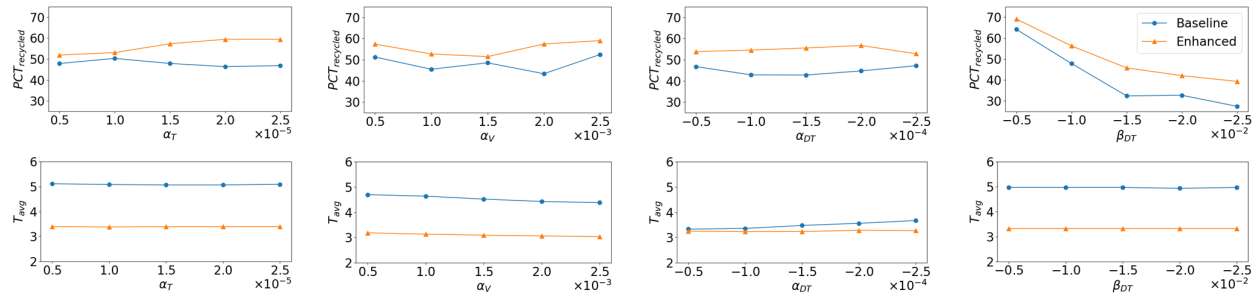 70
60
50
40
30
PCT_recycled
0.5 1.0 1.5 2.0 2.5
α_T
×10^-5
70
60
50
40
30
PCT_recycled
0.5 1.0 1.5 2.0 2.5
α_V
×10^-3
70
60
50
40
30
PCT_recycled
−0.5 −1.0 −1.5 −2.0 −2.5
α_DT
×10^-4
70
60
50
40
30
PCT_recycled
Baseline
Enhanced
−0.5 −1.0 −1.5 −2.0 −2.5
β_DT
×10^-2
6
5
4
3
2
T_avg
0.5 1.0 1.5 2.0 2.5
α_T
×10^-5
6
5
4
3
2
T_avg
0.5 1.0 1.5 2.0 2.5
α_V
×10^-3
6
5
4
3
2
T_avg
−0.5 −1.0 −1.5 −2.0 −2.5
α_DT
×10^-4
6
5
4
3
2
T_avg
−0.5 −1.0 −1.5 −2.0 −2.5
β_DT
×10^-2